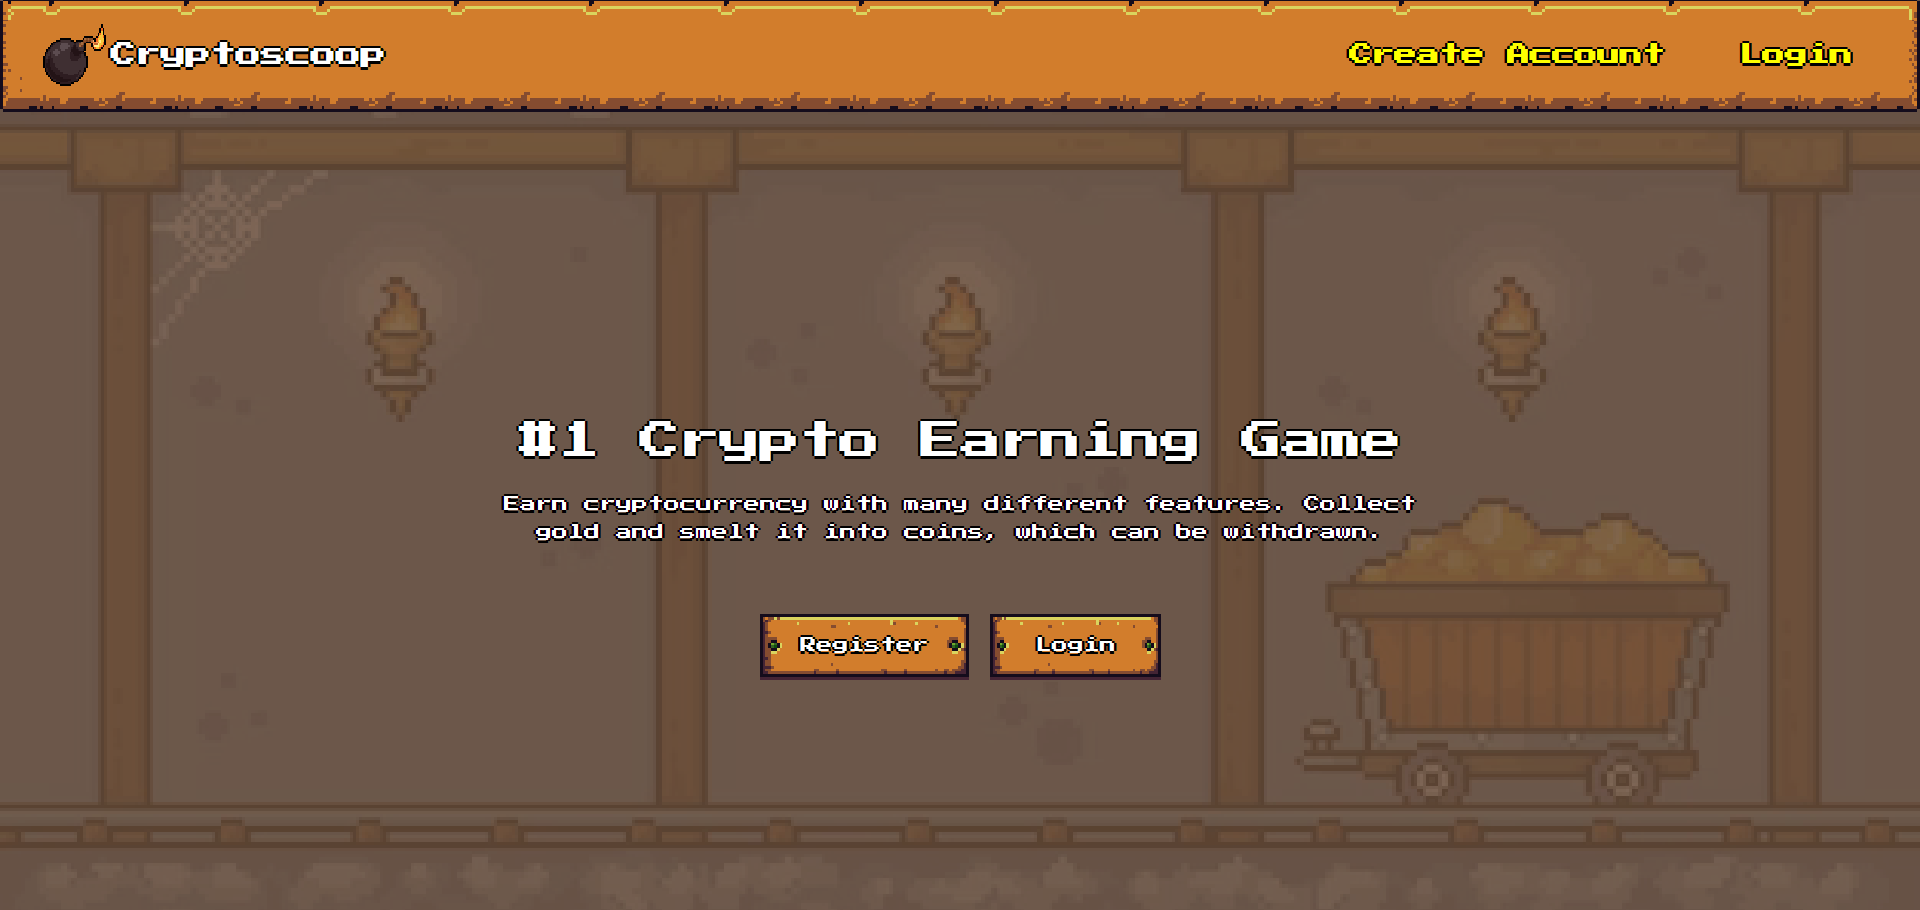 Cryptoscoop
Create Account
Login
#1 Crypto Earning Game
Earn cryptocurrency with many different features. Collect
gold and smelt it into coins, which can be withdrawn.
Register
Login